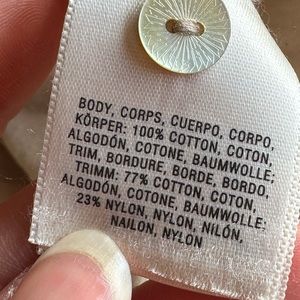 BODY, CORPS, CUERPO, CORPO,
KÖRPER: 100% COTTON, COTON,
ALGODÓN, COTONE, BAUMWOLLE;
TRIM, BORDURE, BORDE, BORDO,
TRIMM: 77% COTTON, COTON,
ALGODÓN, COTONE, BAUMWOLLE;
23% NYLON, NYLON, NILÓN,
NAILON, NYLON